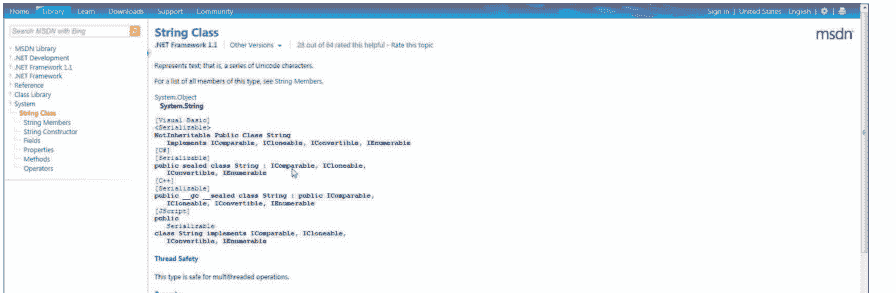 Home Library Learn Downloads Support Community Sign in | United States English
Search MSDN with Bing
MSDN Library
.NET Development
.NET Framework 1.1
.NET Framework
Reference
Class Library
System
String Class
String Members
String Constructor
Fields
Properties
Methods
Operators
String Class
.NET Framework 1.1 Other Versions 28 out of 84 rated this helpful - Rate this topic
msdn
Represents text; that is, a series of Unicode characters.
For a list of all members of this type, see String Members.
System.Object
System.String
[Visual Basic]
<Serializable>
NotInheritable Public Class String
Implements IComparable, ICloneable, IConvertible, IEnumerable
[C#]
[Serializable]
public sealed class String : IComparable, ICloneable,
IConvertible, IEnumerable
[C++]
[Serializable]
public __gc __sealed class String : public IComparable,
ICloneable, IConvertible, IEnumerable
[JScript]
public
Serializable
class String implements IComparable, ICloneable,
IConvertible, IEnumerable
Thread Safety
This type is safe for multithreaded operations.